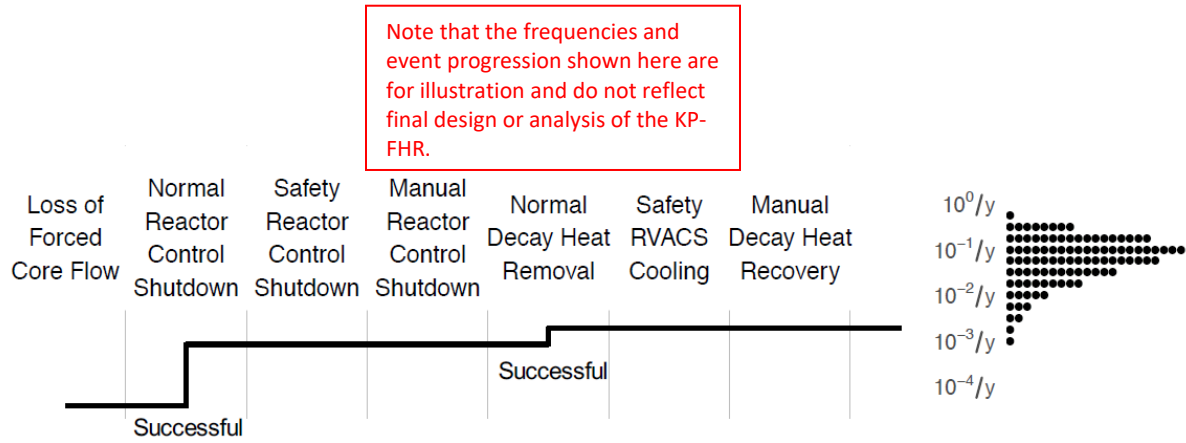 Note that the frequencies and
event progression shown here are
for illustration and do not reflect
final design or analysis of the KP-
FHR.
Loss of
Forced
Core Flow
Normal
Reactor
Control
Shutdown
Safety
Reactor
Control
Shutdown
Manual
Reactor
Control
Shutdown
Normal
Decay Heat
Removal
Safety
RVACS
Cooling
Manual
Decay Heat
Recovery
10⁰/y
10⁻¹/y
10⁻²/y
10⁻³/y
10⁻⁴/y
Successful
Successful